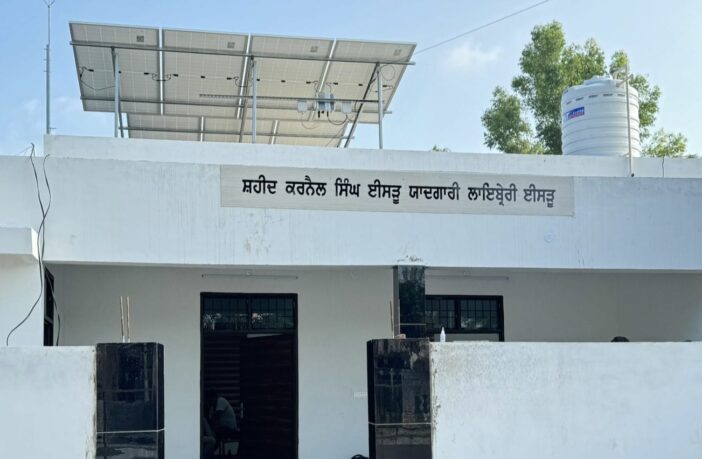 ਸ਼ਹੀਦ ਕਰਨੈਲ ਸਿੰਘ ਈਸੜੂ ਯਾਦਗਾਰੀ ਲਾਇਬ੍ਰੇਰੀ ਈਸੜੂ